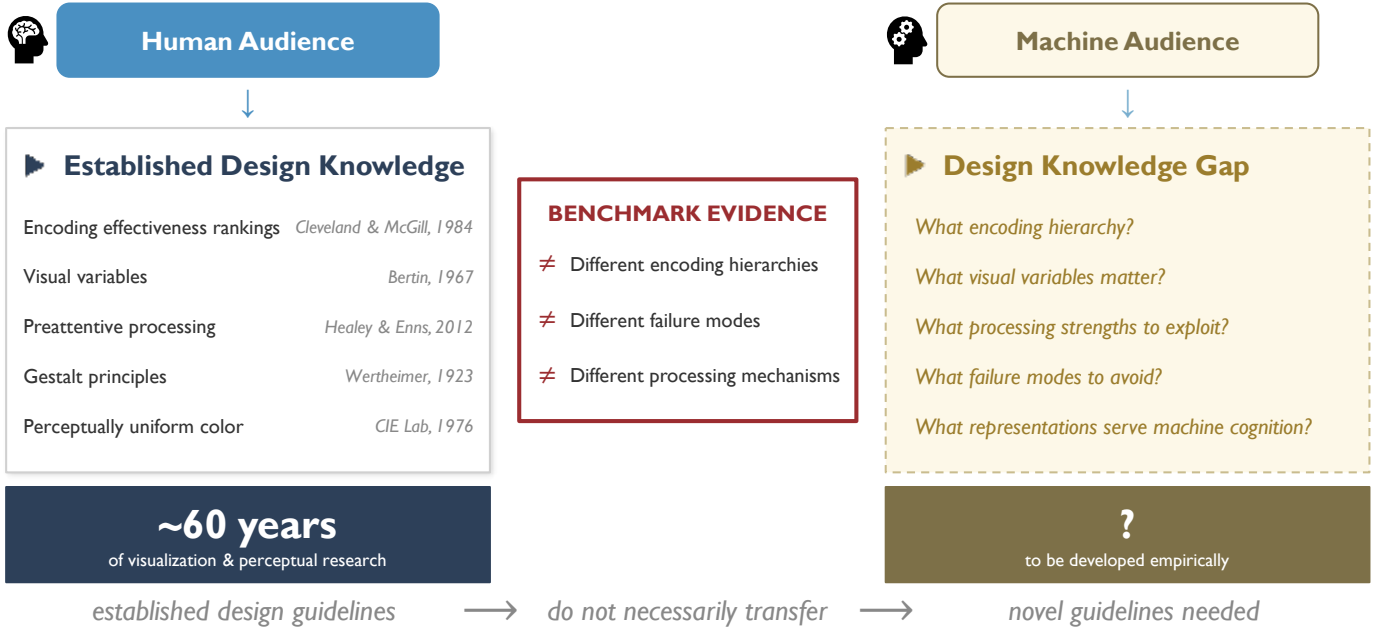 Human Audience
Machine Audience
Established Design Knowledge
Encoding effectiveness rankings Cleveland & McGill, 1984
Visual variables Bertin, 1967
Preattentive processing Healey & Enns, 2012
Gestalt principles Wertheimer, 1923
Perceptually uniform color CIE Lab, 1976
~60 years
of visualization & perceptual research
BENCHMARK EVIDENCE
≠ Different encoding hierarchies
≠ Different failure modes
≠ Different processing mechanisms
Design Knowledge Gap
What encoding hierarchy?
What visual variables matter?
What processing strengths to exploit?
What failure modes to avoid?
What representations serve machine cognition?
?
to be developed empirically
established design guidelines → do not necessarily transfer → novel guidelines needed